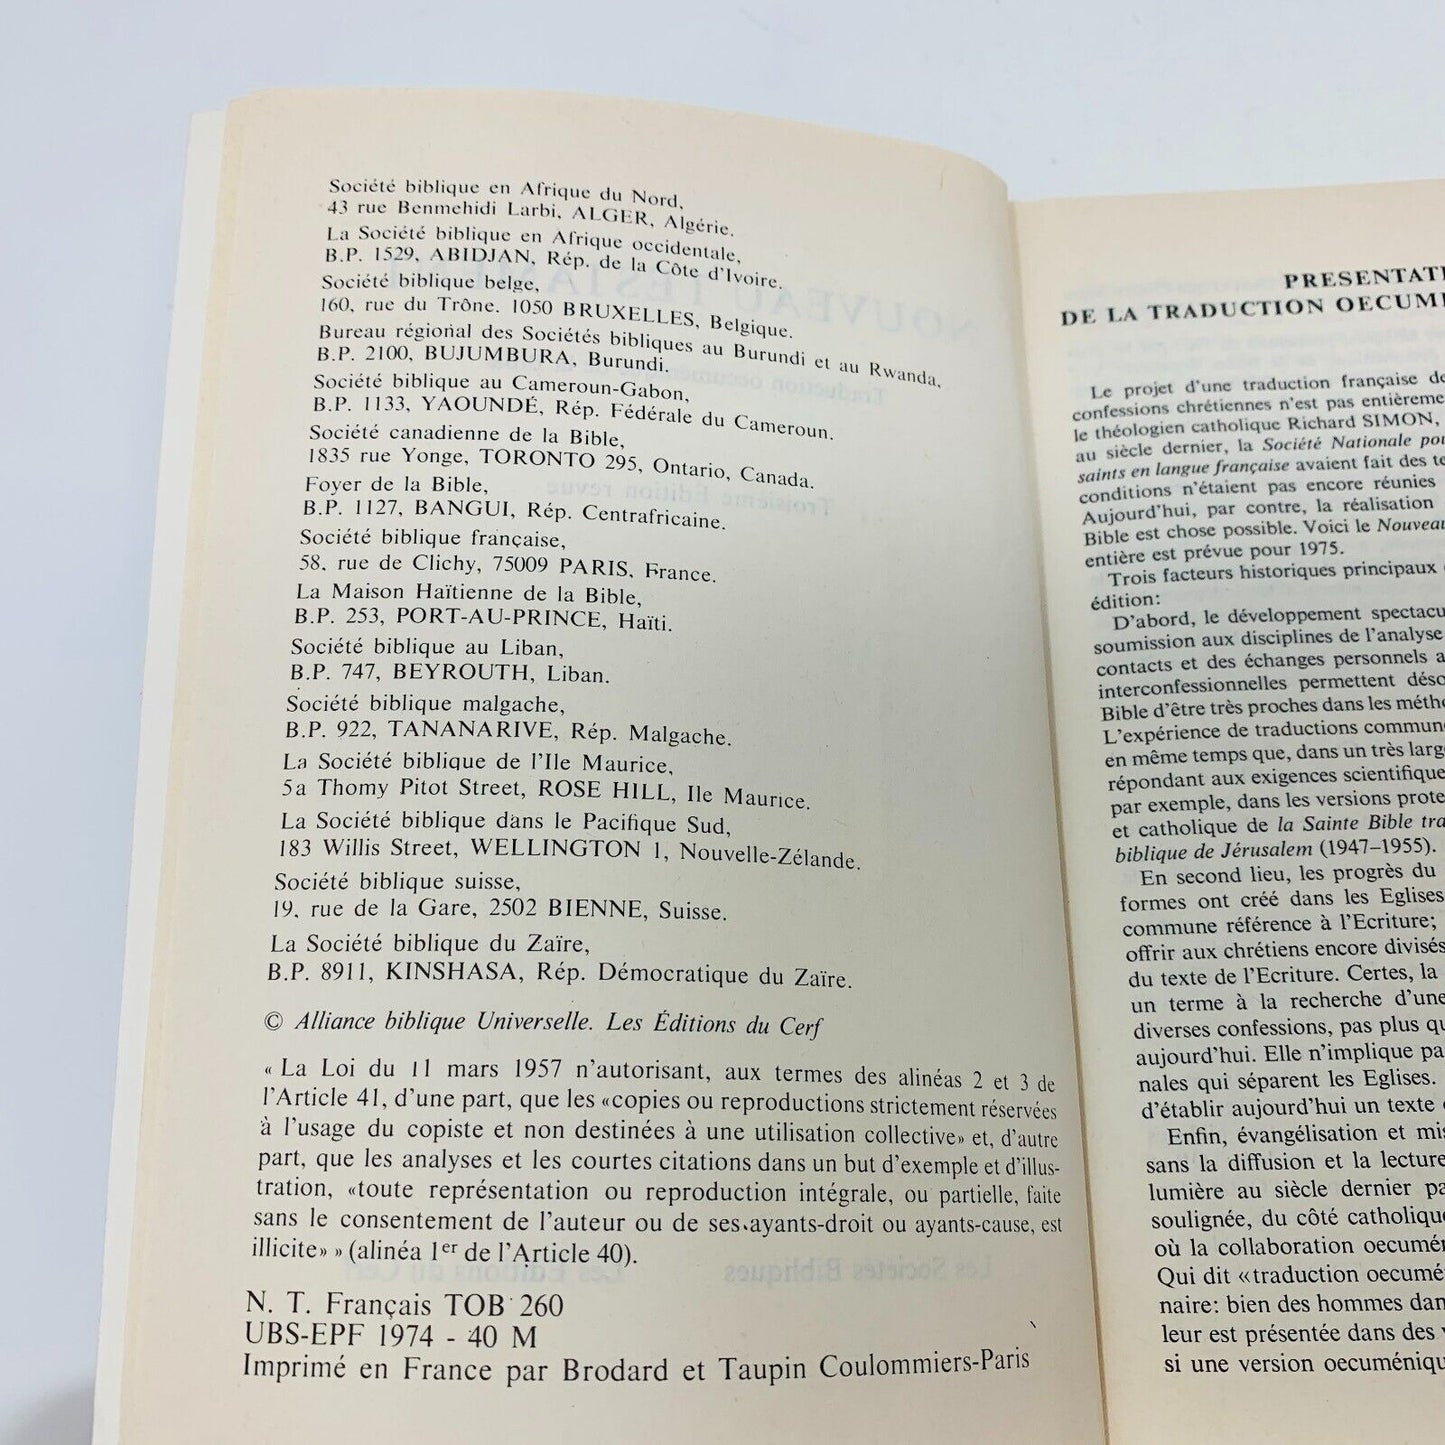 Société biblique en Afrique du Nord,
43 rue Benmehidi Larbi, ALGER, Algérie.
La Société biblique en Afrique occidentale,
B.P. 1529, ABIDJAN, Rép. de la Côte d'Ivoire.
Société biblique belge,
160, rue du Trône. 1050 BRUXELLES, Belgique.
Bureau régional des Sociétés bibliques au Burundi et au Rwanda,
B.P. 2100, BUJUMBURA, Burundi.
Société biblique au Cameroun-Gabon,
B.P. 1133, YAOUNDÉ, Rép. Fédérale du Cameroun.
Société canadienne de la Bible,
1835 rue Yonge, TORONTO 295, Ontario, Canada.
Foyer de la Bible,
B.P. 1127, BANGUI, Rép. Centrafricaine.
Société biblique française,
58, rue de Clichy, 75009 PARIS, France.
La Maison Haïtienne de la Bible,
B.P. 253, PORT-AU-PRINCE, Haïti.
Société biblique au Liban,
B.P. 747, BEYROUTH, Liban.
Société biblique malgache,
B.P. 922, TANANARIVE, Rép. Malgache.
La Société biblique de l'Ile Maurice,
5a Thomy Pitot Street, ROSE HILL, Ile Maurice.
La Société biblique dans le Pacifique Sud,
183 Willis Street, WELLINGTON 1, Nouvelle-Zélande.
Société biblique suisse,
19, rue de la Gare, 2502 BIENNE, Suisse.
La Société biblique du Zaïre,
B.P. 8911, KINSHASA, Rép. Démocratique du Zaïre.
© Alliance biblique Universelle. Les Éditions du Cerf
« La Loi du 11 mars 1957 n'autorisant, aux termes des alinéas 2 et 3 de
l'Article 41, d'une part, que les «copies ou reproductions strictement réservées
à l'usage du copiste et non destinées à une utilisation collective» et, d'autre
part, que les analyses et les courtes citations dans un but d'exemple et d'illus-
tration, «toute représentation ou reproduction intégrale, ou partielle, faite
sans le consentement de l'auteur ou de ses ayants-droit ou ayants-cause, est
illicite» » (alinéa 1er de l'Article 40).
N. T. Français TOB 260
UBS-EPF 1974 - 40 M
Imprimé en France par Brodard et Taupin Coulommiers-Paris
PRESENTATI
DE LA TRADUCTION OECUM
Le projet d'une traduction française de
confessions chrétiennes n'est pas entièreme
le théologien catholique Richard SIMON,
au siècle dernier, la Société Nationale pou
saints en langue française avaient fait des te
conditions n'étaient pas encore réunies
Aujourd'hui, par contre, la réalisation
Bible est chose possible. Voici le Nouveau
entière est prévue pour 1975.
Trois facteurs historiques principaux
édition:
D'abord, le développement spectacu
soumission aux disciplines de l'analyse
contacts et des échanges personnels a
interconfessionnelles permettent déso
Bible d'être très proches dans les métho
L'expérience de traductions commun
en même temps que, dans un très larg
répondant aux exigences scientifique
par exemple, dans les versions prote
et catholique de la Sainte Bible tra
biblique de Jérusalem (1947–1955).
En second lieu, les progrès du
formes ont créé dans les Eglises
commune référence à l'Ecriture;
offrir aux chrétiens encore divisés
du texte de l'Ecriture. Certes, la
un terme à la recherche d'une
diverses confessions, pas plus qu
aujourd'hui. Elle n'implique pa
nales qui séparent les Eglises.
d'établir aujourd'hui un texte
Enfin, évangélisation et mis
sans la diffusion et la lecture
lumière au siècle dernier pa
soulignée, du côté catholique
où la collaboration oecumé
Qui dit «traduction oecumé
naire: bien des hommes dan
leur est présentée dans des v
si une version oecuméniqu